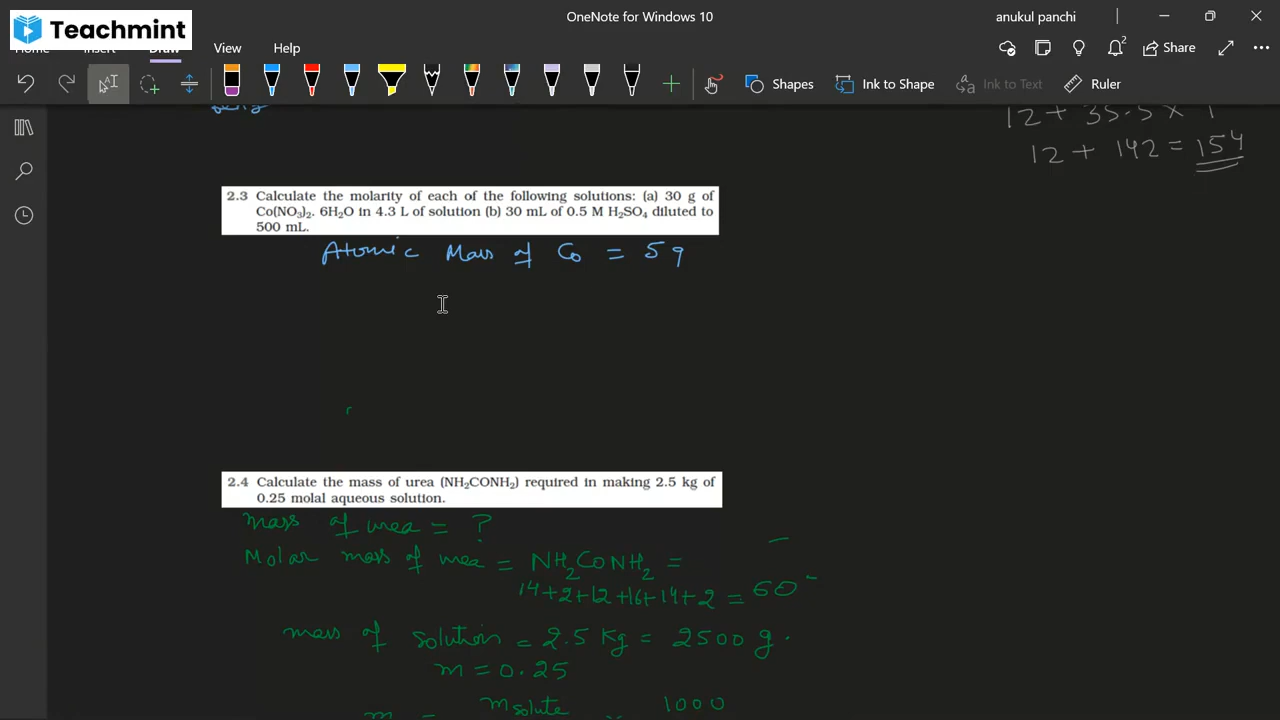 Teachmint
OneNote for Windows 10
anukul panchi
View
Help
2
Share
Shapes
Ink to Shape
Ink to Text
Ruler
12 + 35.5 x
12 + 142 = 154
2.3 Calculate the molarity of each of the following solutions: (a) 30 g of
Co(NO₃)₂. 6H₂O in 4.3 L of solution (b) 30 mL of 0.5 M H₂SO₄ diluted to
500 mL.
Atomic Mass of Co = 59
2.4 Calculate the mass of urea (NH₂CONH₂) required in making 2.5 kg of
0.25 molal aqueous solution.
mass of urea = ?
Molar mass of urea = NH₂CONH₂ =
14+2+12+16+14+2 = 60
mass of solution = 2.5 Kg = 2500 g.
m = 0.25
m = msolute x 1000